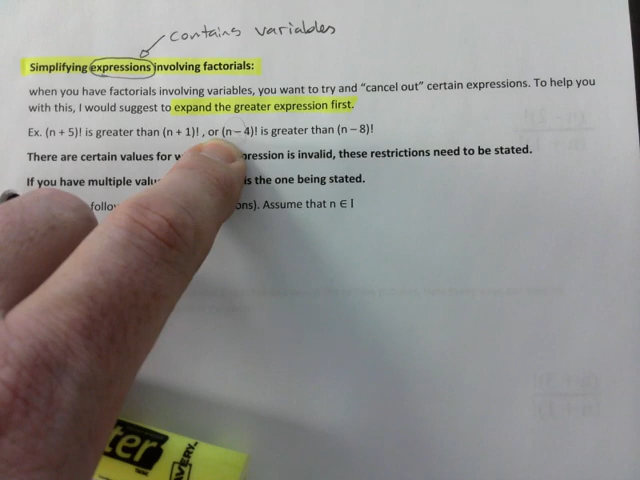 contains variables
Simplifying expressions involving factorials:
when you have factorials involving variables, you want to try and “cancel out” certain expressions. To help you
with this, I would suggest to expand the greater expression first.
Ex. (n + 5)! is greater than (n + 1)! , or (n – 4)! is greater than (n – 8)!
There are certain values for is invalid, these restrictions need to be stated.
If you have multiple is the one being stated.
Assume that n ∈ I
AVERY